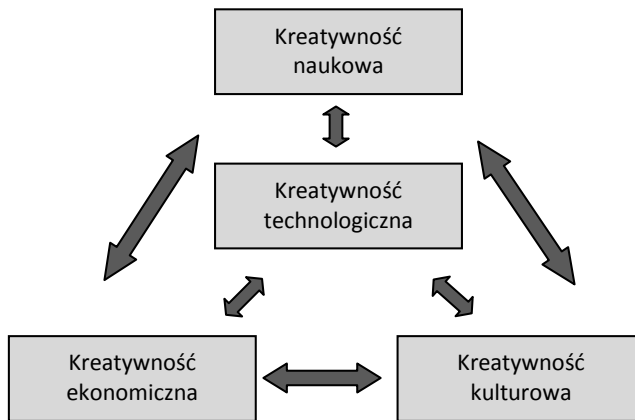 Kreatywność
naukowa
Kreatywność
technologiczna
Kreatywność
ekonomiczna
Kreatywność
kulturowa